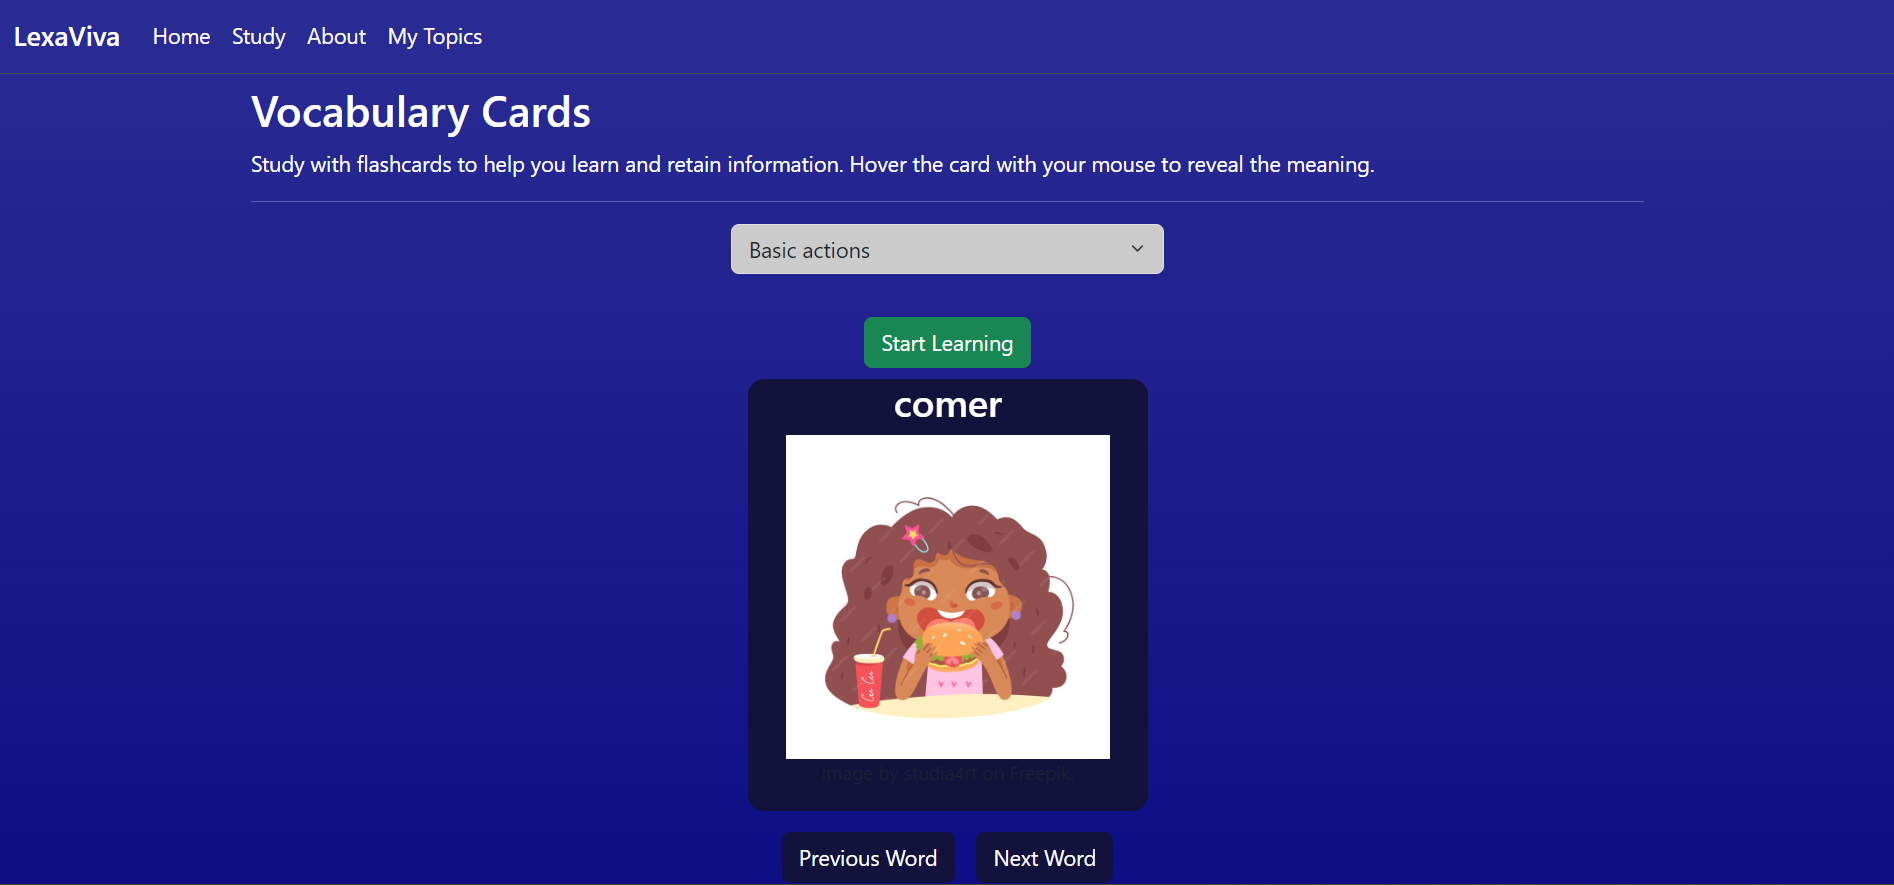 LexaViva Home Study About My Topics
Vocabulary Cards
Study with flashcards to help you learn and retain information. Hover the card with your mouse to reveal the meaning.
Basic actions
Start Learning
comer
Image by studia4rt on Freepik.
Previous Word Next Word